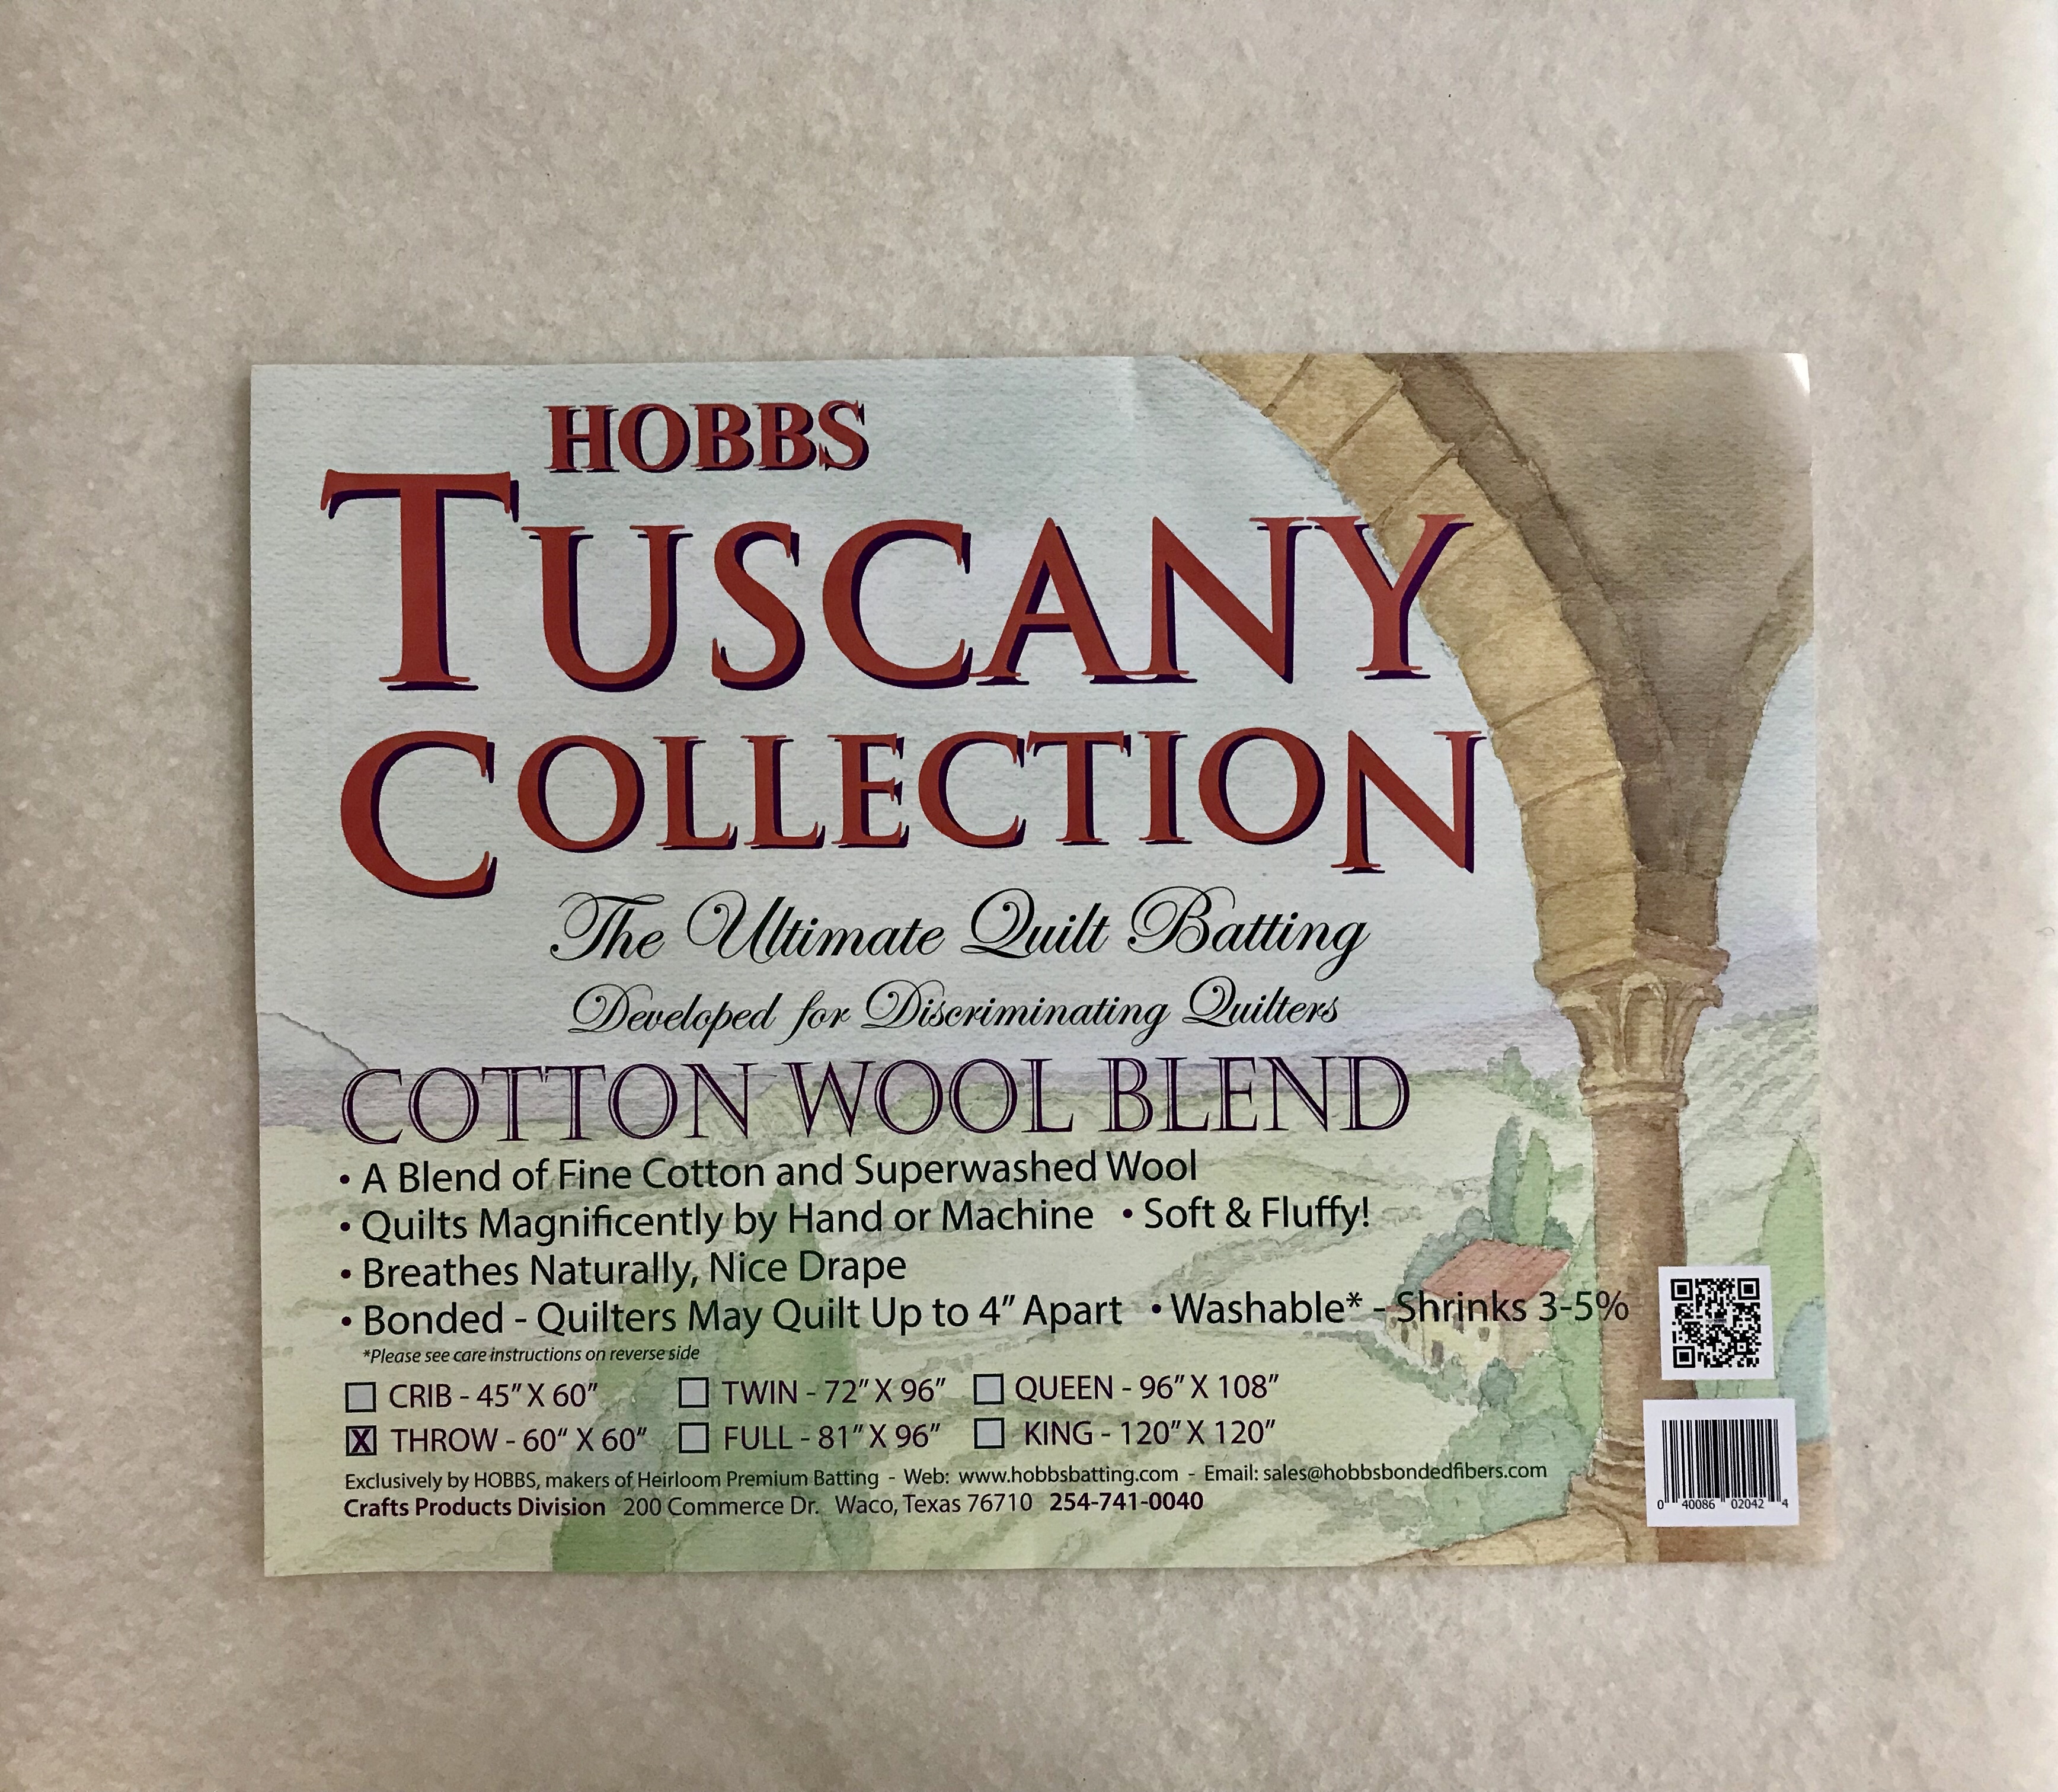 HOBBS
TUSCANY
COLLECTION
The Ultimate Quilt Batting
Developed for Discriminating Quilters
COTTON WOOL BLEND
• A Blend of Fine Cotton and Superwashed Wool
• Quilts Magnificently by Hand or Machine • Soft & Fluffy!
• Breathes Naturally, Nice Drape
• Bonded - Quilters May Quilt Up to 4" Apart • Washable* - Shrinks 3-5%
*Please see care instructions on reverse side
CRIB - 45" X 60" TWIN - 72" X 96" QUEEN - 96" X 108"
X THROW - 60" X 60" FULL - 81" X 96" KING - 120" X 120"
Exclusively by HOBBS, makers of Heirloom Premium Batting - Web: www.hobbsbatting.com - Email: sales@hobbsbondedfibers.com
Crafts Products Division 200 Commerce Dr. Waco, Texas 76710 254-741-0040
0 40086 02042 4